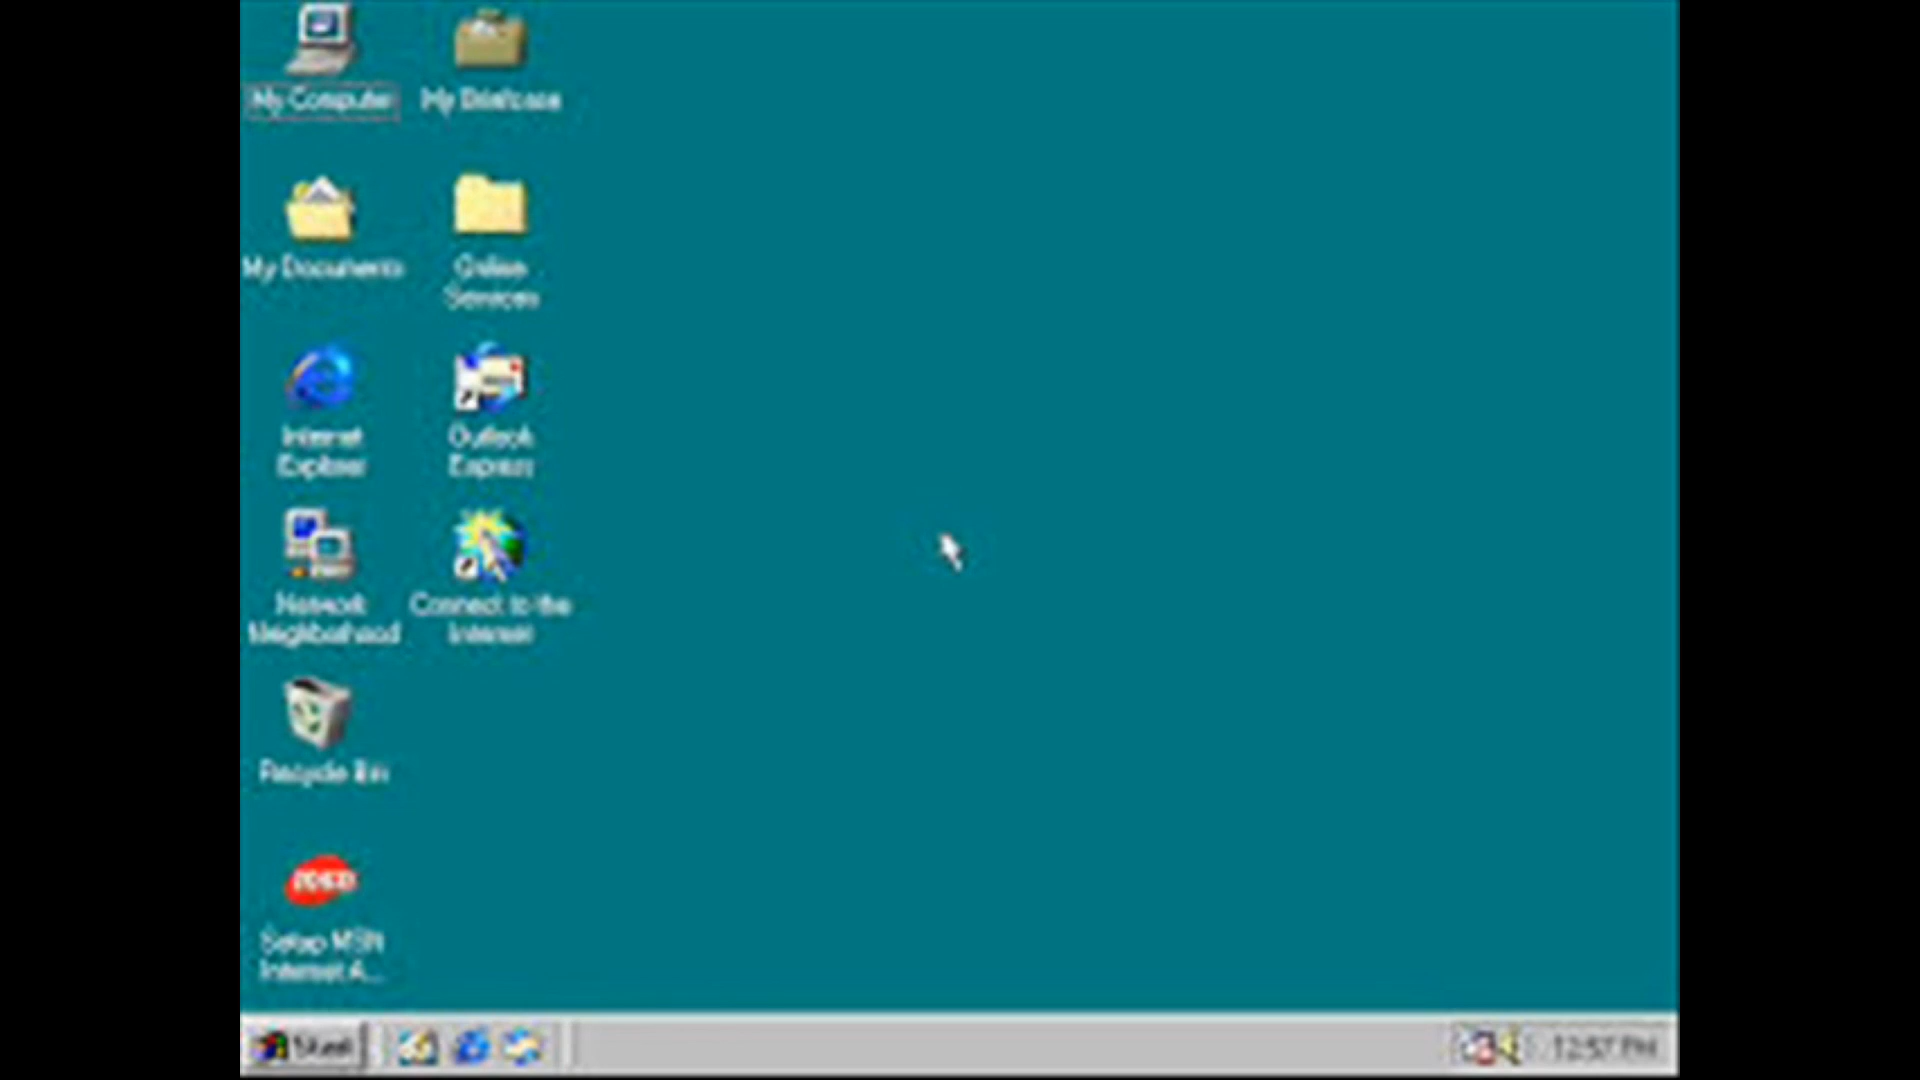 My Computer
My Briefcase
My Documents
Online
Services
Internet
Explorer
Outlook
Express
Network
Neighborhood
Connect to the
Internet
Recycle Bin
Setup MSN
Internet A...
Start
12:57 PM